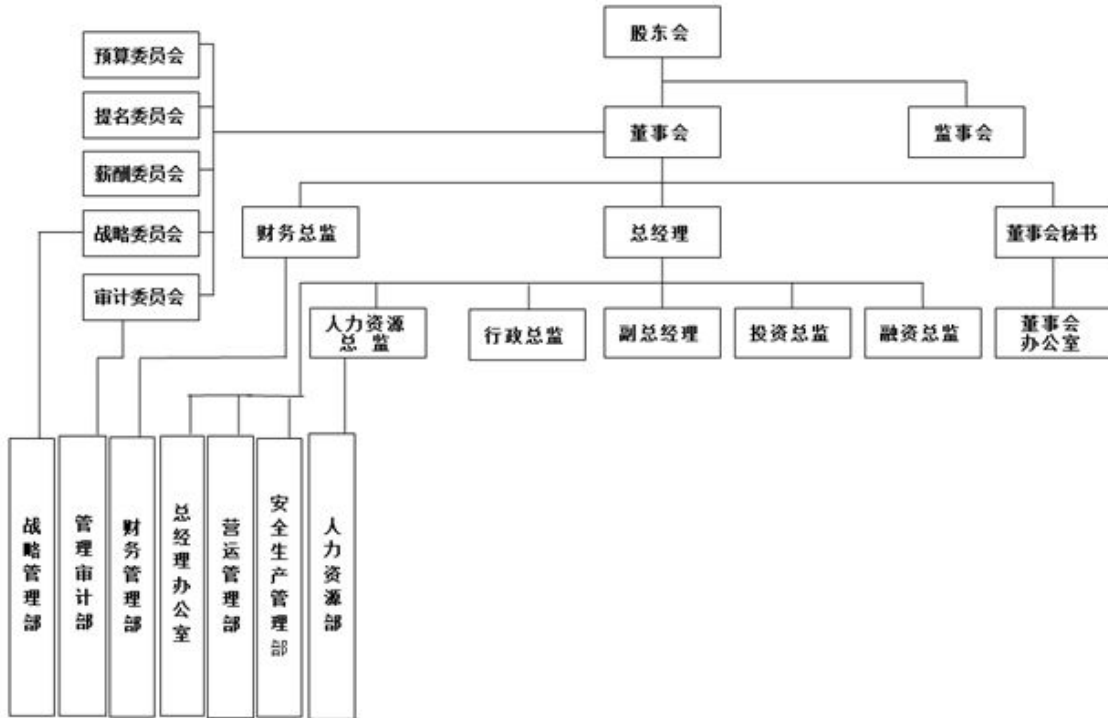 股东会
预算委员会
提名委员会
董事会
监事会
薪酬委员会
战略委员会
财务总监
总经理
董事会秘书
审计委员会
人力资源
总 监
行政总监
副总经理
投资总监
融资总监
董事会
办公室
战略管理部
管理审计部
财务管理部
总经理办公室
营运管理部
安全生产管理部
人力资源部